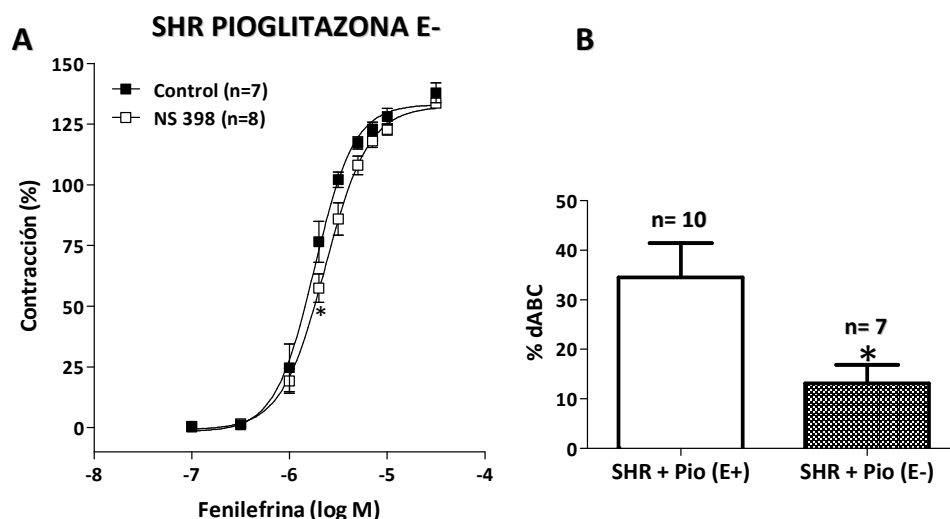 SHR PIOGLITAZONA E-
A
B
Control (n=7)
NS 398 (n=8)
150
125
100
75
50
25
0
Contracción (%)
*
-8
-7
-6
-5
-4
Fenilefrina (log M)
50
40
30
20
10
0
% dABC
n= 10
n= 7
*
SHR + Pio (E+)
SHR + Pio (E-)